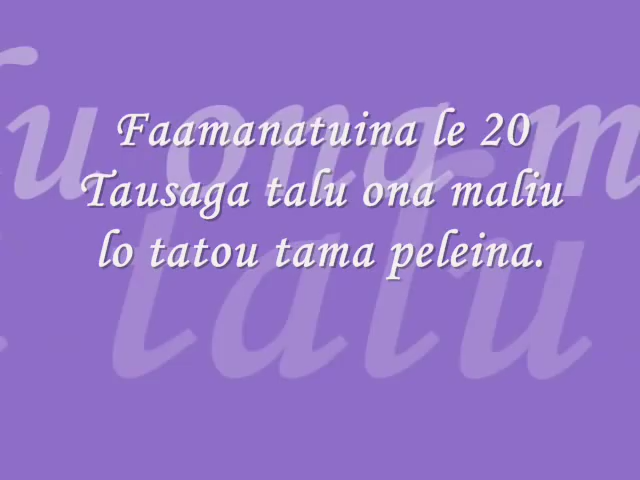 Faamanatuina le 20
Tausaga talu ona maliu
lo tatou tama peleina.